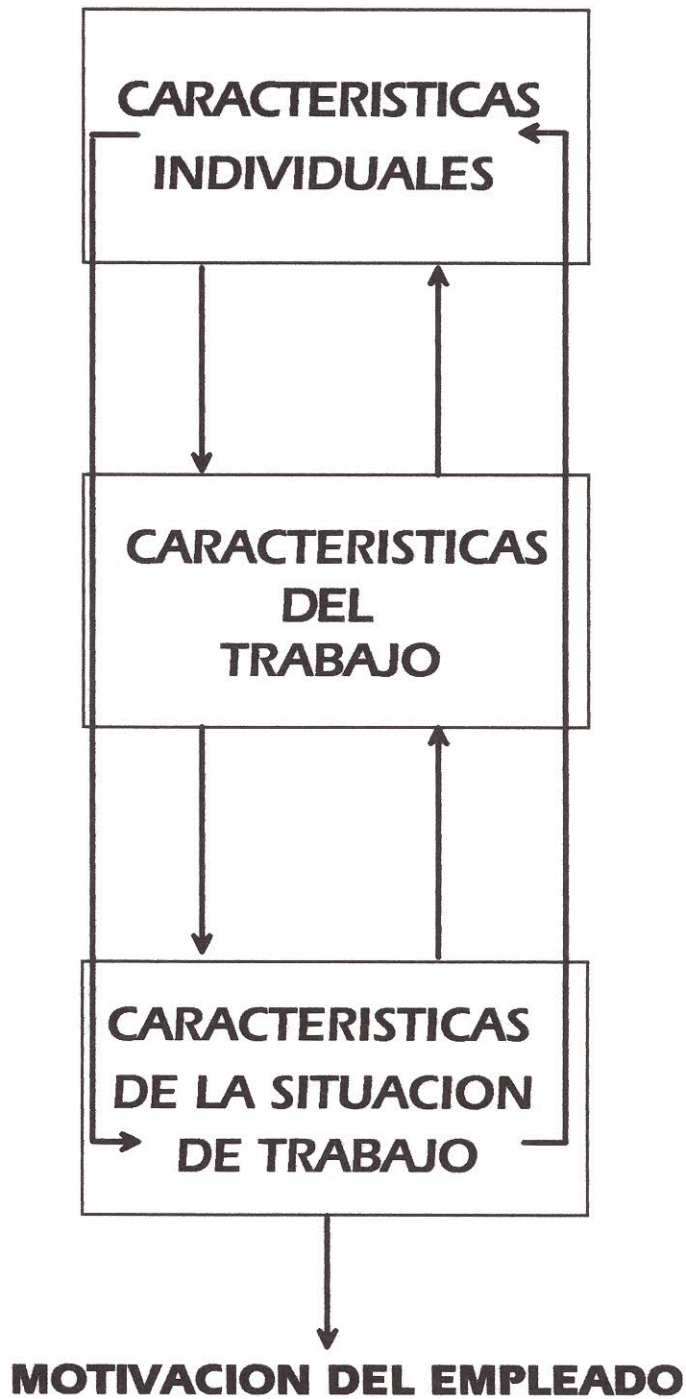 CARACTERISTICAS
INDIVIDUALES
CARACTERISTICAS
DEL
TRABAJO
CARACTERISTICAS
DE LA SITUACION
DE TRABAJO
MOTIVACION DEL EMPLEADO